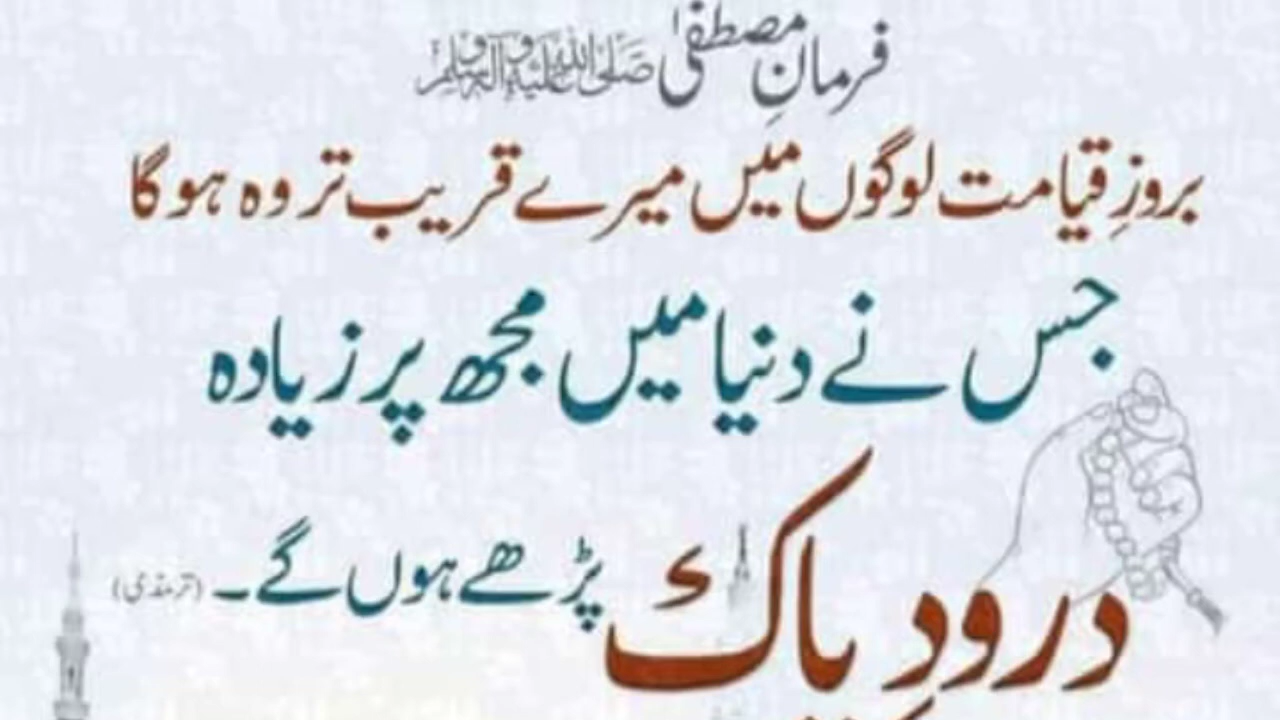 فرمانِ مصطفیٰ صلی اللہ علیہ وآلہ وسلم
بروزِ قیامت لوگوں میں میرے قریب تر وہ ہوگا
جس نے دنیا میں مجھ پر زیادہ
درودِ پاک پڑھے ہوں گے۔ (ترمذی)